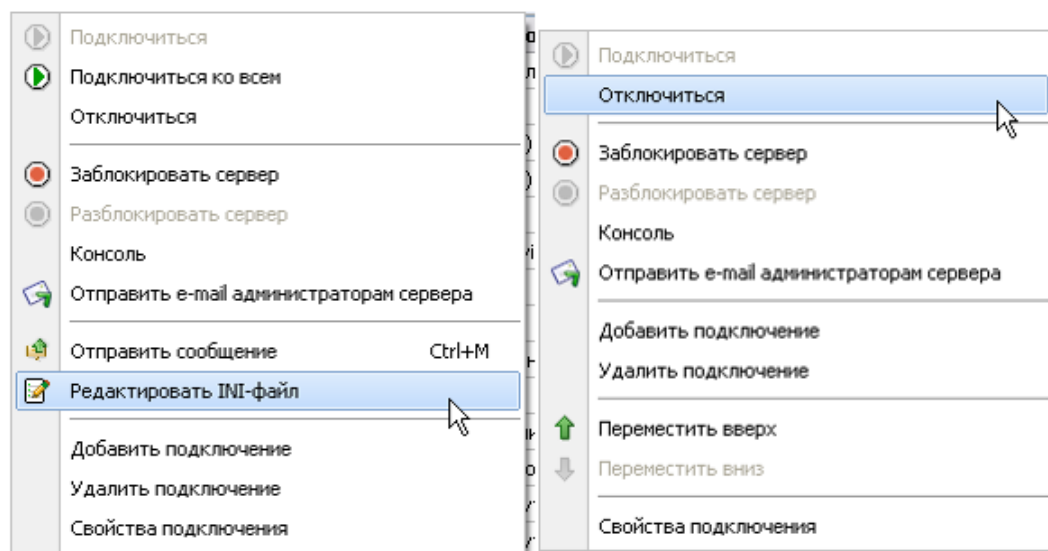 Подключиться
Подключиться ко всем
Отключиться
Заблокировать сервер
Разблокировать сервер
Консоль
Отправить e-mail администраторам сервера
Отправить сообщение Ctrl+M
Редактировать INI-файл
Добавить подключение
Удалить подключение
Свойства подключения
Подключиться
Отключиться
Заблокировать сервер
Разблокировать сервер
Консоль
Отправить e-mail администраторам сервера
Добавить подключение
Удалить подключение
Переместить вверх
Переместить вниз
Свойства подключения